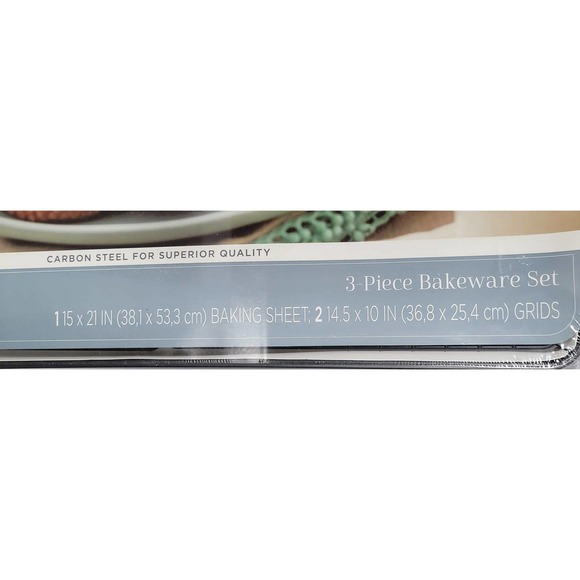 CARBON STEEL FOR SUPERIOR QUALITY
3-Piece Bakeware Set
1 15 x 21 IN (38,1 x 53,3 cm) BAKING SHEET; 2 14.5 x 10 IN (36,8 x 25,4 cm) GRIDS